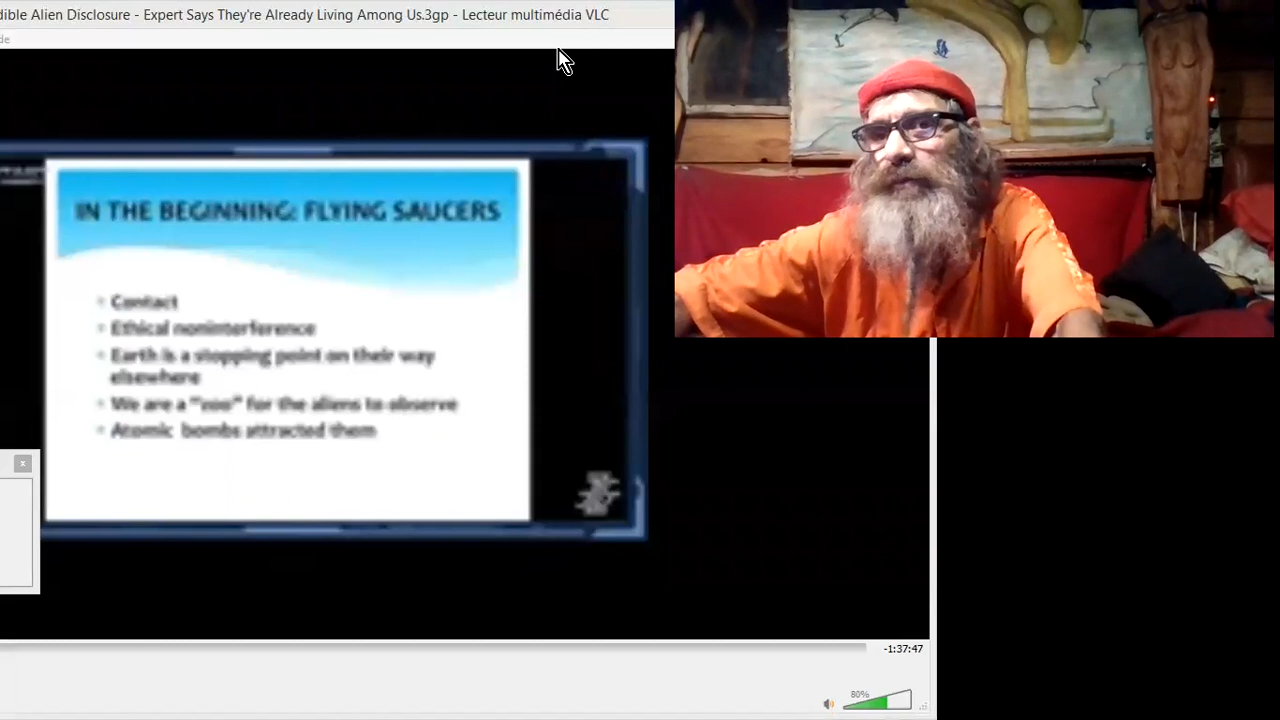 dible Alien Disclosure - Expert Says They're Already Living Among Us.3gp - Lecteur multimédia VLC
de
IN THE BEGINNING: FLYING SAUCERS
Contact
Ethical noninterference
Earth is a stopping point on their way
elsewhere
We are a "zoo" for the aliens to observe
Atomic bombs attracted them
x
-1:37:47
80%